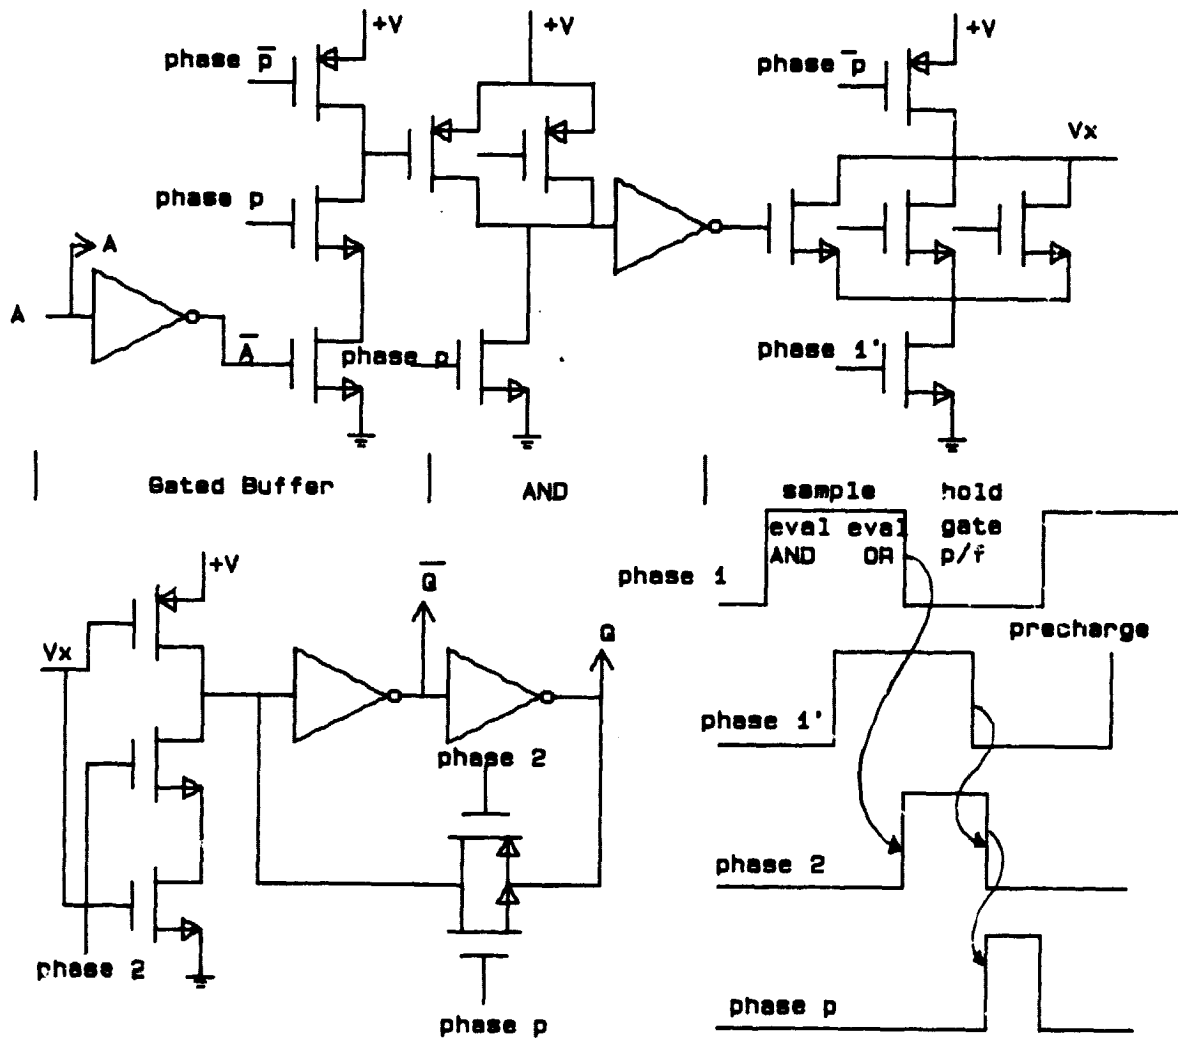 +V
+V
+V
phase p̅
phase p̅
Vx
phase p
A
A
A̅
phase p
phase 1'
Gated Buffer
AND
sample hold
eval eval gate
AND OR p/f
phase 1
precharge
+V
Q̅
Q
Vx
phase 1'
phase 2
phase 2
phase 2
phase p
phase p